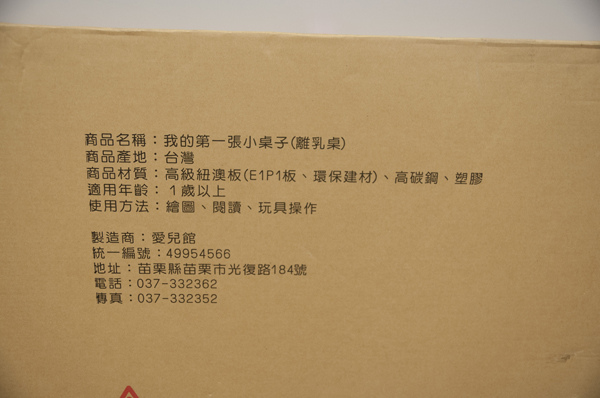 商品名稱：我的第一張小桌子(離乳桌)
商品產地：台灣
商品材質：高級紐澳板(E1P1板、環保建材)、高碳鋼、塑膠
適用年齡：１歲以上
使用方法：繪圖、閱讀、玩具操作
製造商：愛兒館
統一編號：49954566
地址：苗栗縣苗栗市光復路184號
電話：037-332362
傳真：037-332352